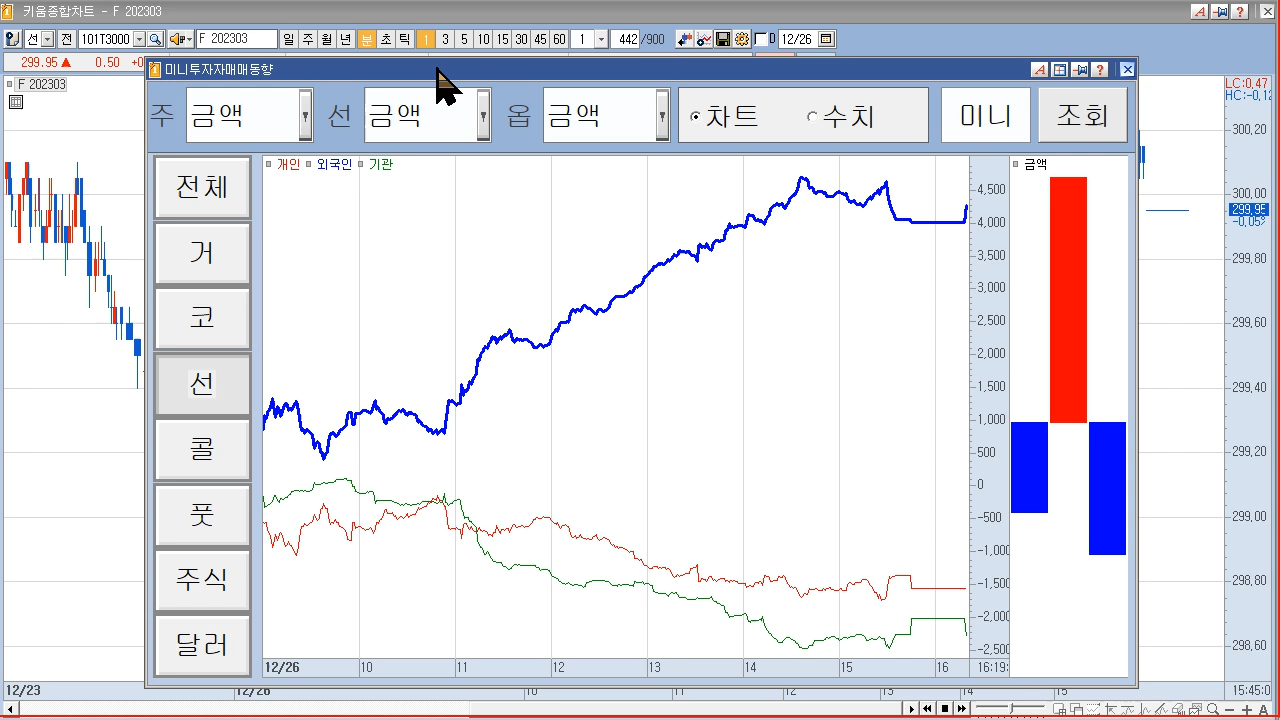 키움종합차트 - F 202303
선 전 101T3000 F 202303 일 주 월 년 분 초 틱 1 3 5 10 15 30 45 60 1 442 /900 D 12/26
299.95▲ 0.50
F 202303
미니투자자매매동향
주 금액 선 금액 옵 금액 차트 수치 미니 조회
전체
거
코
선
콜
풋
주식
달러
개인 외국인 기관
금액
4,500
4,000
3,500
3,000
2,500
2,000
1,500
1,000
500
0
-500
-1,000
-1,500
-2,000
-2,500
12/26 10 11 12 13 14 15 16 16:19:
LC:0,47
HC:-0,12
300.20
300.00
299.95
-0.05
299.80
299.60
299.40
299.20
299.00
298.80
298.60
12/23 12/26 10 11 12 13 14 15 15:45:0